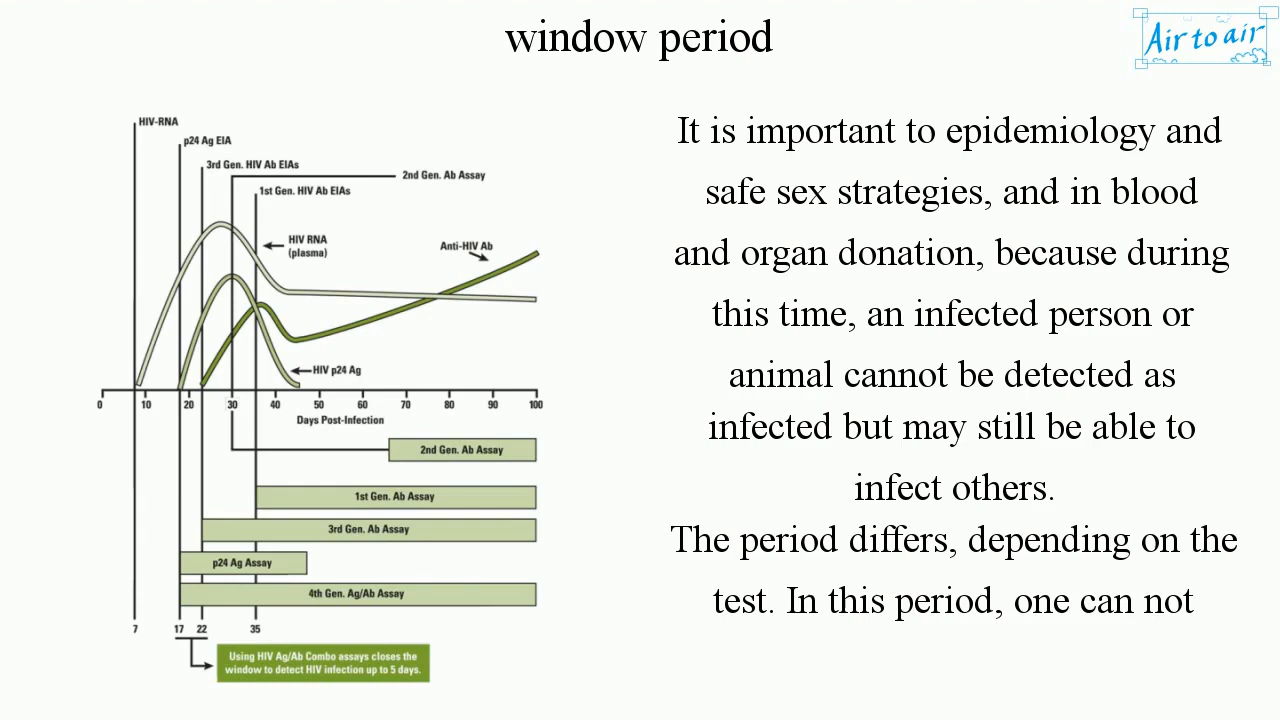 window period
Air to air
HIV-RNA
p24 Ag EIA
3rd Gen. HIV Ab EIAs
2nd Gen. Ab Assay
1st Gen. HIV Ab EIAs
HIV RNA
(plasma)
Anti-HIV Ab
HIV p24 Ag
0 10 20 30 40 50 60 70 80 90 100
Days Post-Infection
2nd Gen. Ab Assay
1st Gen. Ab Assay
3rd Gen. Ab Assay
p24 Ag Assay
4th Gen. Ag/Ab Assay
7 17 22 35
Using HIV Ag/Ab Combo assays closes the
window to detect HIV infection up to 5 days.
It is important to epidemiology and
safe sex strategies, and in blood
and organ donation, because during
this time, an infected person or
animal cannot be detected as
infected but may still be able to
infect others.
The period differs, depending on the
test. In this period, one can not